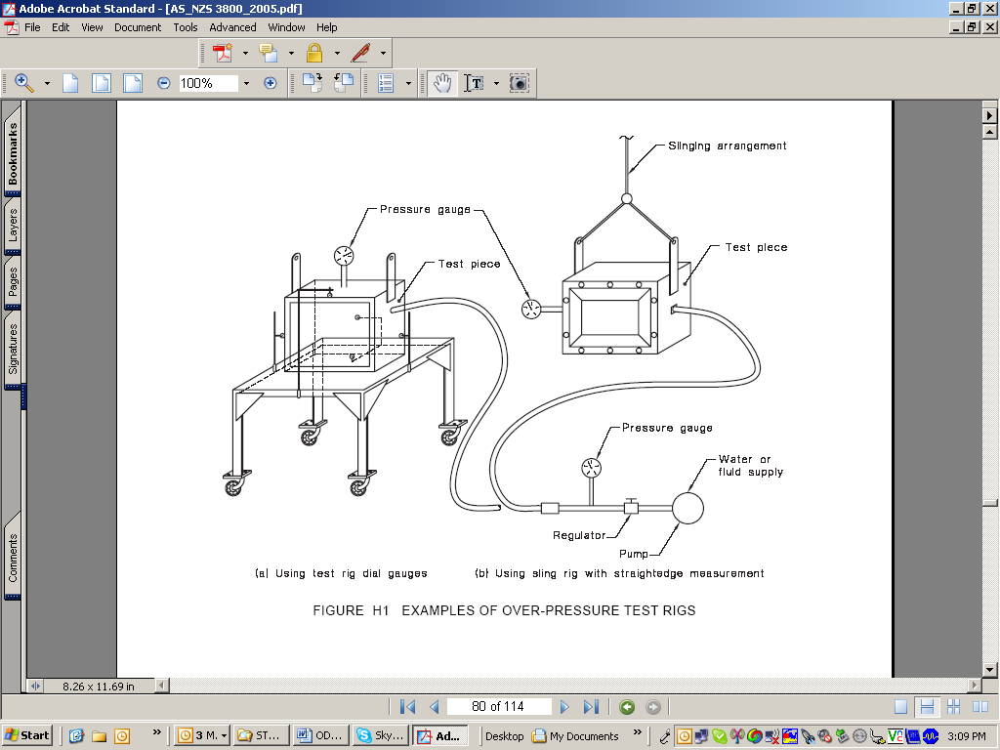 Adobe Acrobat Standard - [AS_NZS 3800_2005.pdf]
File Edit View Document Tools Advanced Window Help
100%
Bookmarks
Layers
Pages
Signatures
Comments
Slinging arrangement
Pressure gauge
Test piece
Test piece
Pressure gauge
Water or
fluid supply
Regulator
Pump
(a) Using test rig dial gauges
(b) Using sling rig with straightedge measurement
FIGURE H1 EXAMPLES OF OVER-PRESSURE TEST RIGS
8.26 x 11.69 in
80 of 114
Start
»
3 M.
ST...
OD...
Sky...
Ad...
Desktop
My Documents
»
3:09 PM